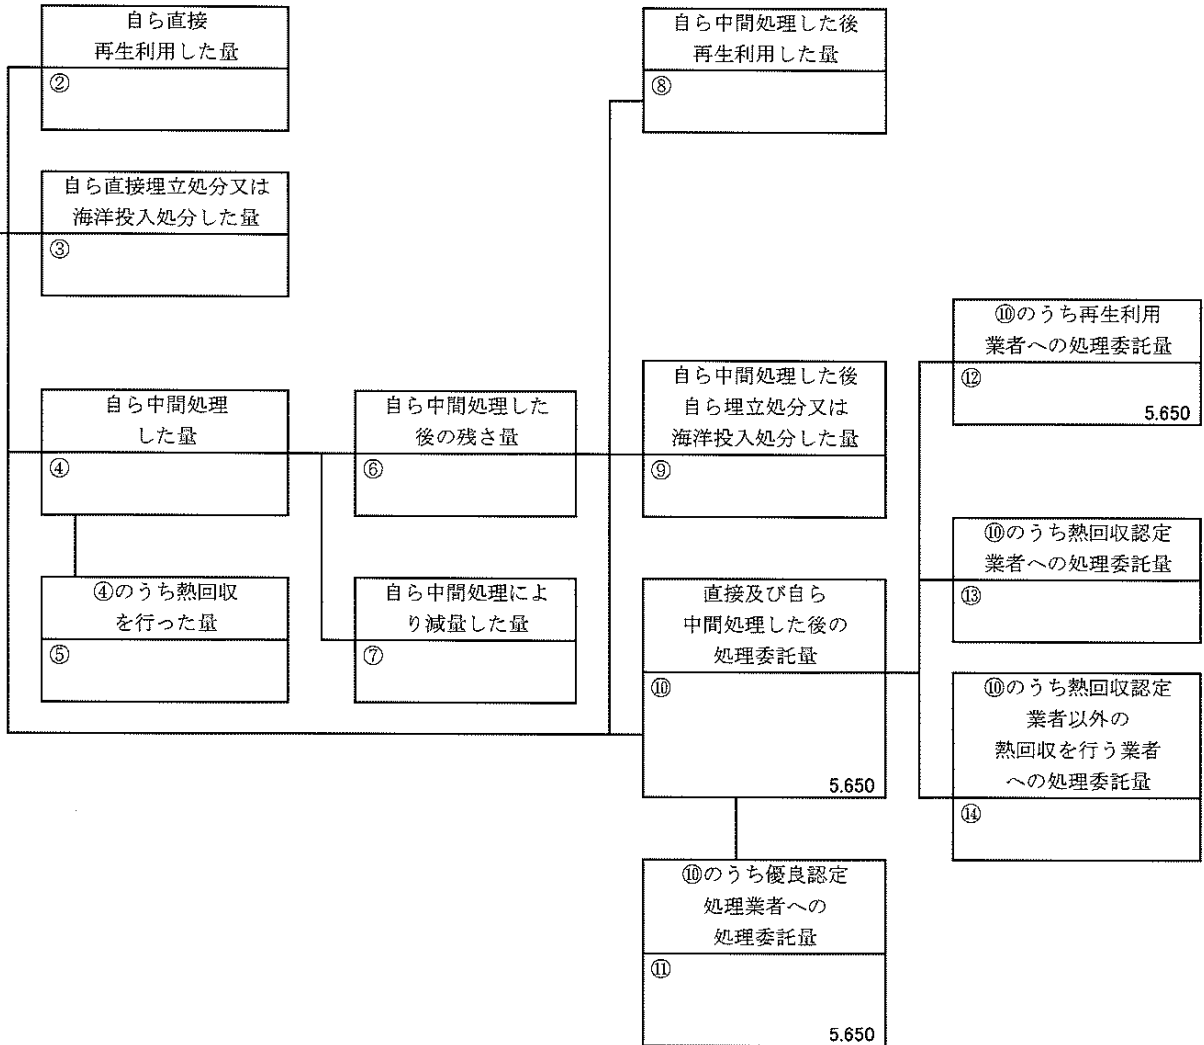 自ら直接
再生利用した量
②
自ら中間処理した後
再生利用した量
⑧
自ら直接埋立処分又は
海洋投入処分した量
③
⑩のうち再生利用
業者への処理委託量
⑫
5.650
自ら中間処理
した量
④
自ら中間処理した
後の残さ量
⑥
自ら中間処理した後
自ら埋立処分又は
海洋投入処分した量
⑨
⑩のうち熱回収認定
業者への処理委託量
⑬
④のうち熱回収
を行った量
⑤
自ら中間処理によ
り減量した量
⑦
直接及び自ら
中間処理した後の
処理委託量
⑩
5.650
⑩のうち熱回収認定
業者以外の
熱回収を行う業者
への処理委託量
⑭
⑩のうち優良認定
処理業者への
処理委託量
⑪
5.650